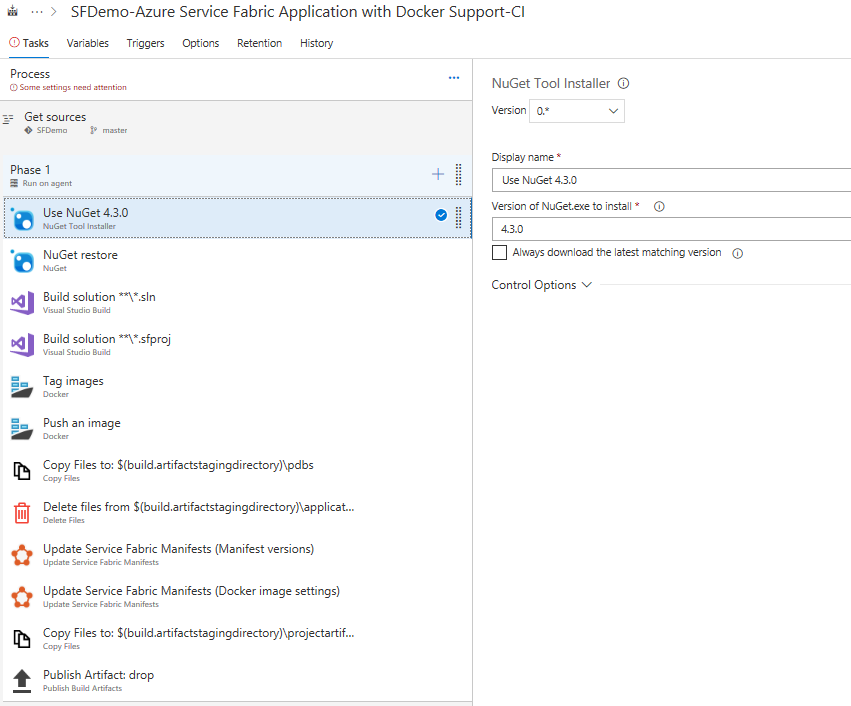 SFDemo-Azure Service Fabric Application with Docker Support-CI
Tasks Variables Triggers Options Retention History
Process
Some settings need attention
Get sources
SFDemo master
Phase 1
Run on agent
Use NuGet 4.3.0
NuGet Tool Installer
NuGet restore
NuGet
Build solution **\*.sln
Visual Studio Build
Build solution **\*.sfproj
Visual Studio Build
Tag images
Docker
Push an image
Docker
Copy Files to: $(build.artifactstagingdirectory)\pdbs
Copy Files
Delete files from $(build.artifactstagingdirectory)\applicat...
Delete Files
Update Service Fabric Manifests (Manifest versions)
Update Service Fabric Manifests
Update Service Fabric Manifests (Docker image settings)
Update Service Fabric Manifests
Copy Files to: $(build.artifactstagingdirectory)\projectartif...
Copy Files
Publish Artifact: drop
Publish Build Artifacts
NuGet Tool Installer
Version 0.*
Display name *
Use NuGet 4.3.0
Version of NuGet.exe to install *
4.3.0
Always download the latest matching version
Control Options